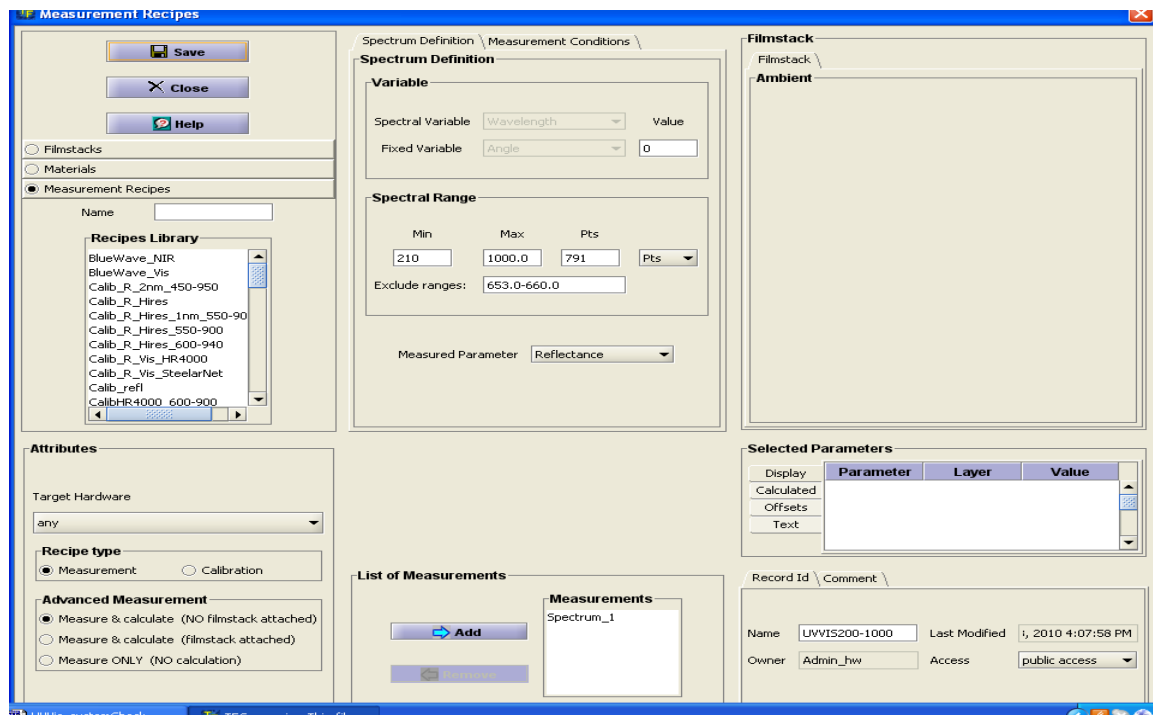 Measurement Recipes
Save
Close
Help
Filmstacks
Materials
Measurement Recipes
Name
Recipes Library
BlueWave_NIR
BlueWave_Vis
Calib_R_2nm_450-950
Calib_R_Hires
Calib_R_Hires_1nm_550-90
Calib_R_Hires_550-900
Calib_R_Hires_600-940
Calib_R_Vis_HR4000
Calib_R_Vis_SteelarNet
Calib_refl
CalibHR4000_600-900
Attributes
Target Hardware
any
Recipe type
Measurement Calibration
Advanced Measurement
Measure & calculate (NO filmstack attached)
Measure & calculate (filmstack attached)
Measure ONLY (NO calculation)
Spectrum Definition Measurement Conditions
Spectrum Definition
Variable
Spectral Variable Wavelength Value
Fixed Variable Angle 0
Spectral Range
Min Max Pts
210 1000.0 791 Pts
Exclude ranges: 653.0-660.0
Measured Parameter Reflectance
List of Measurements
Add
Remove
Measurements
Spectrum_1
Filmstack
Filmstack
Ambient
Selected Parameters
Display
Calculated
Offsets
Text
Parameter Layer Value
Record Id Comment
Name UVVIS200-1000 Last Modified , 2010 4:07:58 PM
Owner Admin_hw Access public access